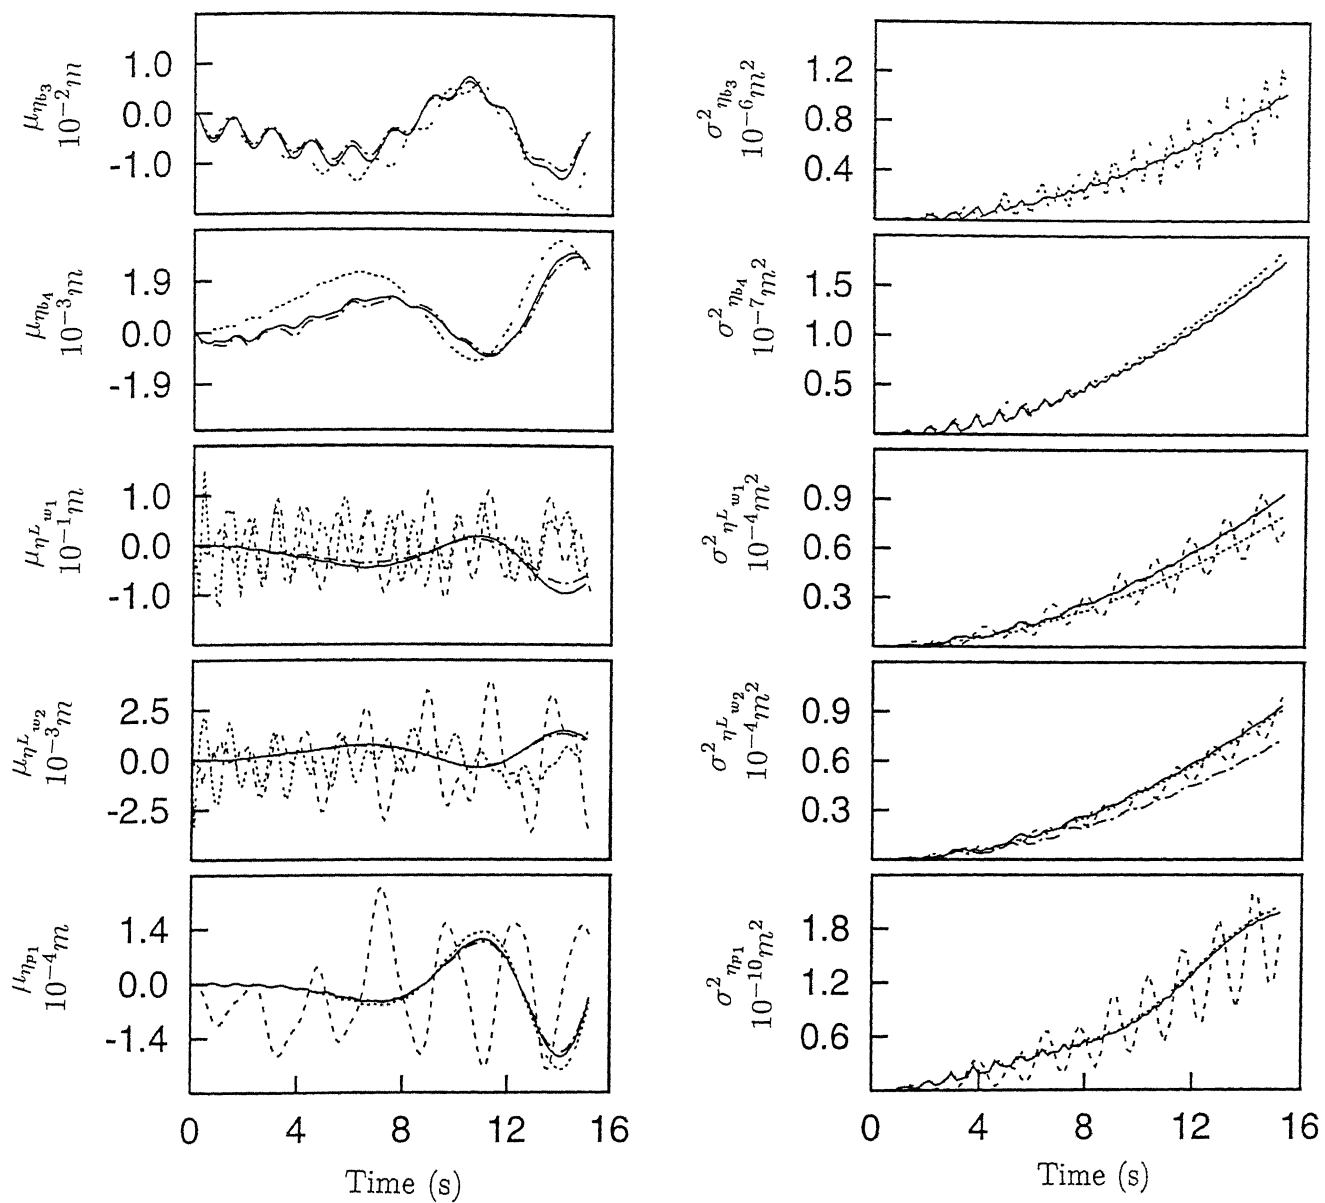 μ_{η_{b_3}} 10^{-2}m
1.0
0.0
-1.0
μ_{η_{b_4}} 10^{-3}m
1.9
0.0
-1.9
μ_{η^L_{w_1}} 10^{-1}m
1.0
0.0
-1.0
μ_{η^L_{w_2}} 10^{-3}m
2.5
0.0
-2.5
μ_{η_{p_1}} 10^{-4}m
1.4
0.0
-1.4
0 4 8 12 16
Time (s)
σ^2_{η_{b_3}} 10^{-6}m^2
1.2
0.8
0.4
σ^2_{η_{b_4}} 10^{-7}m^2
1.5
1.0
0.5
σ^2_{η^L_{w_1}} 10^{-4}m^2
0.9
0.6
0.3
σ^2_{η^L_{w_2}} 10^{-4}m^2
0.9
0.6
0.3
σ^2_{η_{p_1}} 10^{-10}m^2
1.8
1.2
0.6
0 4 8 12 16
Time (s)